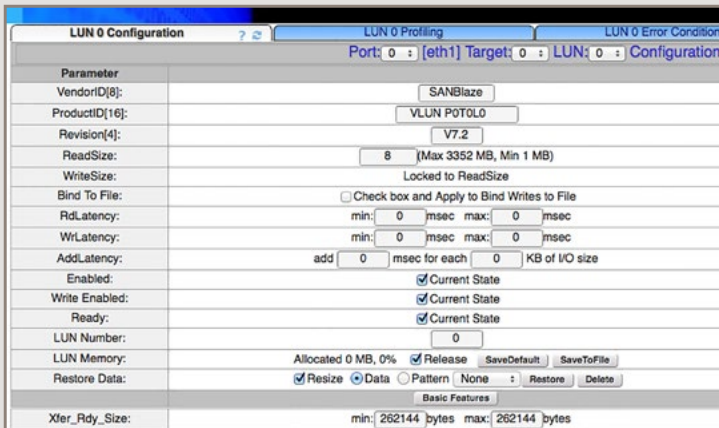 LUN 0 Configuration ? LUN 0 Profiling LUN 0 Error Condition
Port: 0 [eth1] Target: 0 LUN: 0 Configuration
Parameter
VendorID[8]: SANBlaze
ProductID[16]: VLUN P0T0L0
Revision[4]: V7.2
ReadSize: 8 (Max 3352 MB, Min 1 MB)
WriteSize: Locked to ReadSize
Bind To File: Check box and Apply to Bind Writes to File
RdLatency: min: 0 msec max: 0 msec
WrLatency: min: 0 msec max: 0 msec
AddLatency: add 0 msec for each 0 KB of I/O size
Enabled: Current State
Write Enabled: Current State
Ready: Current State
LUN Number: 0
LUN Memory: Allocated 0 MB, 0% Release SaveDefault SaveToFile
Restore Data: Resize Data Pattern None Restore Delete
Basic Features
Xfer_Rdy_Size: min: 262144 bytes max: 262144 bytes